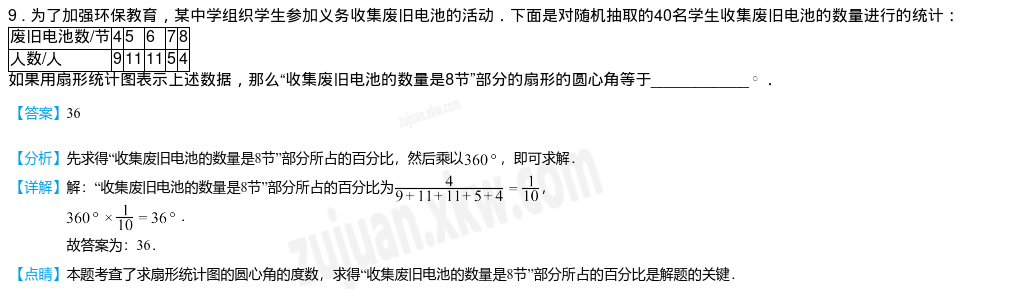 9．为了加强环保教育，某中学组织学生参加义务收集废旧电池的活动．下面是对随机抽取的40名学生收集废旧电池的数量进行的统计：
废旧电池数/节 4 5 6 7 8
人数/人 9 11 11 5 4
如果用扇形统计图表示上述数据，那么“收集废旧电池的数量是8节”部分的扇形的圆心角等于____________°．
【答案】36
zujuan.xkw.com
【分析】先求得“收集废旧电池的数量是8节”部分所占的百分比，然后乘以360°，即可求解．
【详解】解：“收集废旧电池的数量是8节”部分所占的百分比为 4/(9+11+11+5+4) = 1/10，
360° × 1/10 = 36°．
故答案为：36．
zujuan.xkw.com
【点睛】本题考查了求扇形统计图的圆心角的度数，求得“收集废旧电池的数量是8节”部分所占的百分比是解题的关键．